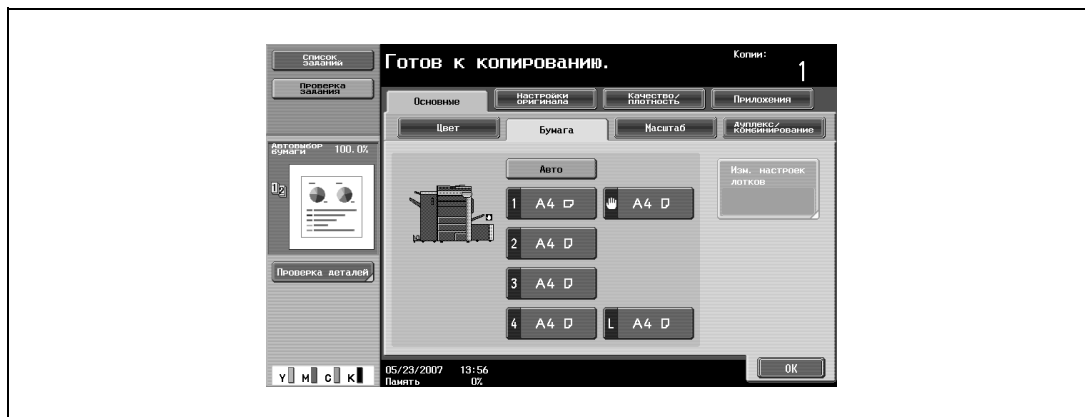 Список
заданий
Готов к копированию.
Копии:
1
Проверка
задания
Основные
Настройки
оригинала
Качество/
плотность
Приложения
Цвет
Бумага
Масштаб
Дуплекс/
комбинирование
Автовыбор
бумаги 100.0%
12
Авто
Изм. настроек
лотков
1 A4
A4
2 A4
3 A4
4 A4
L A4
Проверка деталей
Y M C K
05/23/2007 13:56
Память 0%
OK